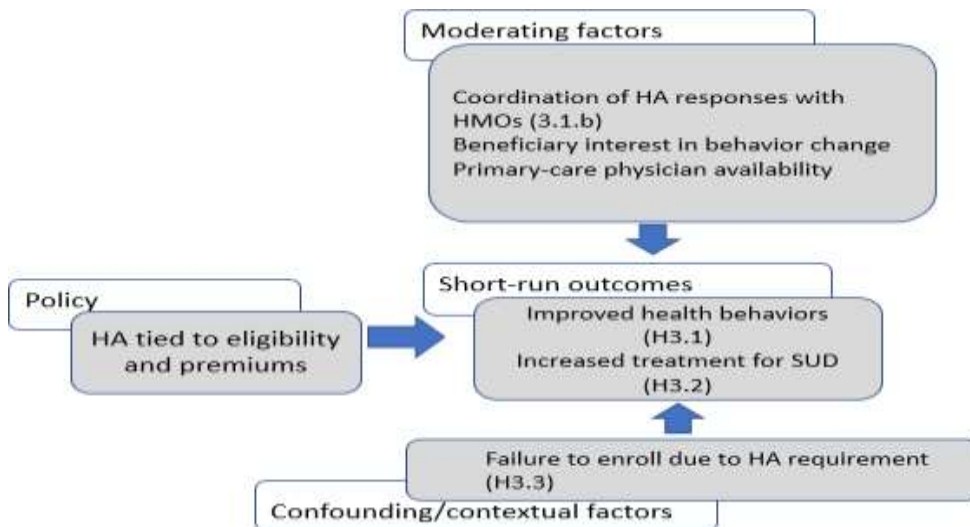 Moderating factors
Coordination of HA responses with
HMOs (3.1.b)
Beneficiary interest in behavior change
Primary-care physician availability
Policy
HA tied to eligibility
and premiums
Short-run outcomes
Improved health behaviors
(H3.1)
Increased treatment for SUD
(H3.2)
Failure to enroll due to HA requirement
(H3.3)
Confounding/contextual factors